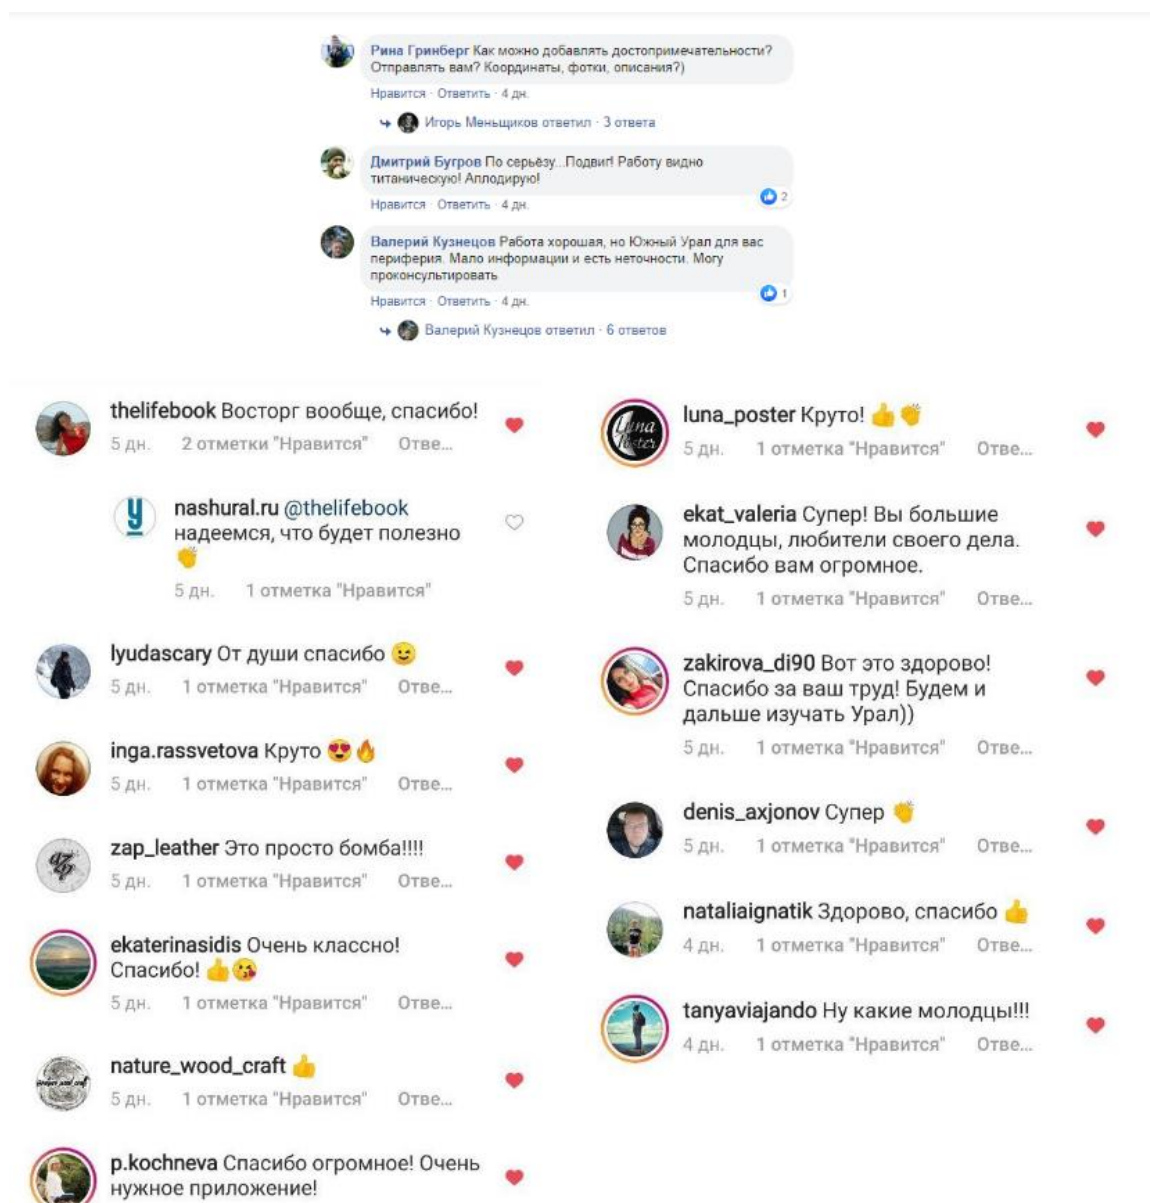 Рина Гринберг Как можно добавлять достопримечательности?
Отправлять вам? Координаты, фотки, описания?)
Нравится · Ответить · 4 дн.
Игорь Меньщиков ответил · 3 ответа
Дмитрий Бугров По серьёзу...Подвиг! Работу видно
титаническую! Аплодирую!
2
Нравится · Ответить · 4 дн.
Валерий Кузнецов Работа хорошая, но Южный Урал для вас
периферия. Мало информации и есть неточности. Могу
проконсультировать
1
Нравится · Ответить · 4 дн.
Валерий Кузнецов ответил · 6 ответов
thelifebook Восторг вообще, спасибо!
5 дн. 2 отметки "Нравится" Отве...
nashural.ru @thelifebook
надеемся, что будет полезно
👏
5 дн. 1 отметка "Нравится"
lyudascary От души спасибо 😉
5 дн. 1 отметка "Нравится" Отве...
inga.rassvetova Круто 😍🔥
5 дн. 1 отметка "Нравится" Отве...
zap_leather Это просто бомба!!!!
5 дн. 1 отметка "Нравится" Отве...
ekaterinasidis Очень классно!
Спасибо! 👍😘
5 дн. 1 отметка "Нравится" Отве...
nature_wood_craft 👍
5 дн. 1 отметка "Нравится" Отве...
p.kochneva Спасибо огромное! Очень
нужное приложение!
Luna
Poster
luna_poster Круто! 👍👏
5 дн. 1 отметка "Нравится" Отве...
ekat_valeria Супер! Вы большие
молодцы, любители своего дела.
Спасибо вам огромное.
5 дн. 1 отметка "Нравится" Отве...
zakirova_di90 Вот это здорово!
Спасибо за ваш труд! Будем и
дальше изучать Урал))
5 дн. 1 отметка "Нравится" Отве...
denis_axjonov Супер 👏
5 дн. 1 отметка "Нравится" Отве...
nataliaignatik Здорово, спасибо 👍
4 дн. 1 отметка "Нравится" Отве...
tanyaviajando Ну какие молодцы!!!
4 дн. 1 отметка "Нравится" Отве...